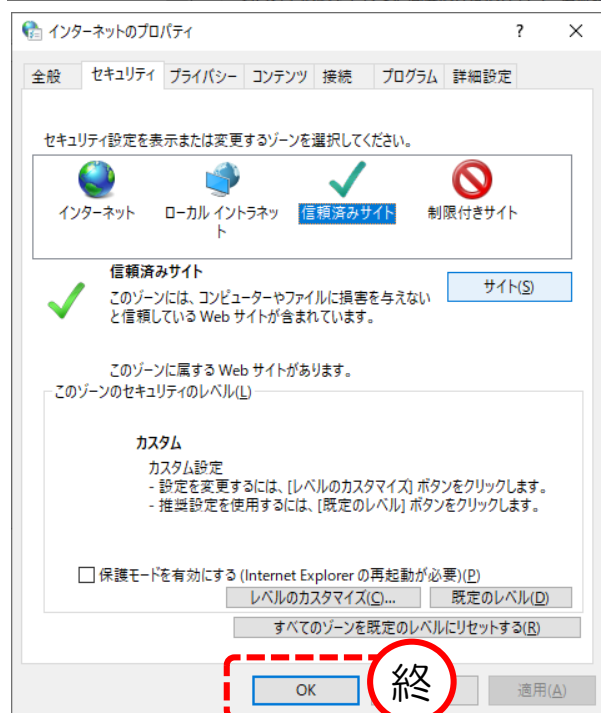 インターネットのプロパティ ? ×
全般 セキュリティ プライバシー コンテンツ 接続 プログラム 詳細設定
セキュリティ設定を表示または変更するゾーンを選択してください。
インターネット ローカル イントラネッ 信頼済みサイト 制限付きサイト
ト
信頼済みサイト
サイト(S)
このゾーンには、コンピューターやファイルに損害を与えない
と信頼している Web サイトが含まれています。
このゾーンに属する Web サイトがあります。
このゾーンのセキュリティのレベル(L)
カスタム
カスタム設定
- 設定を変更するには、[レベルのカスタマイズ] ボタンをクリックします。
- 推奨設定を使用するには、[既定のレベル] ボタンをクリックします。
保護モードを有効にする (Internet Explorer の再起動が必要)(P)
レベルのカスタマイズ(C)... 既定のレベル(D)
すべてのゾーンを既定のレベルにリセットする(R)
OK 終 適用(A)